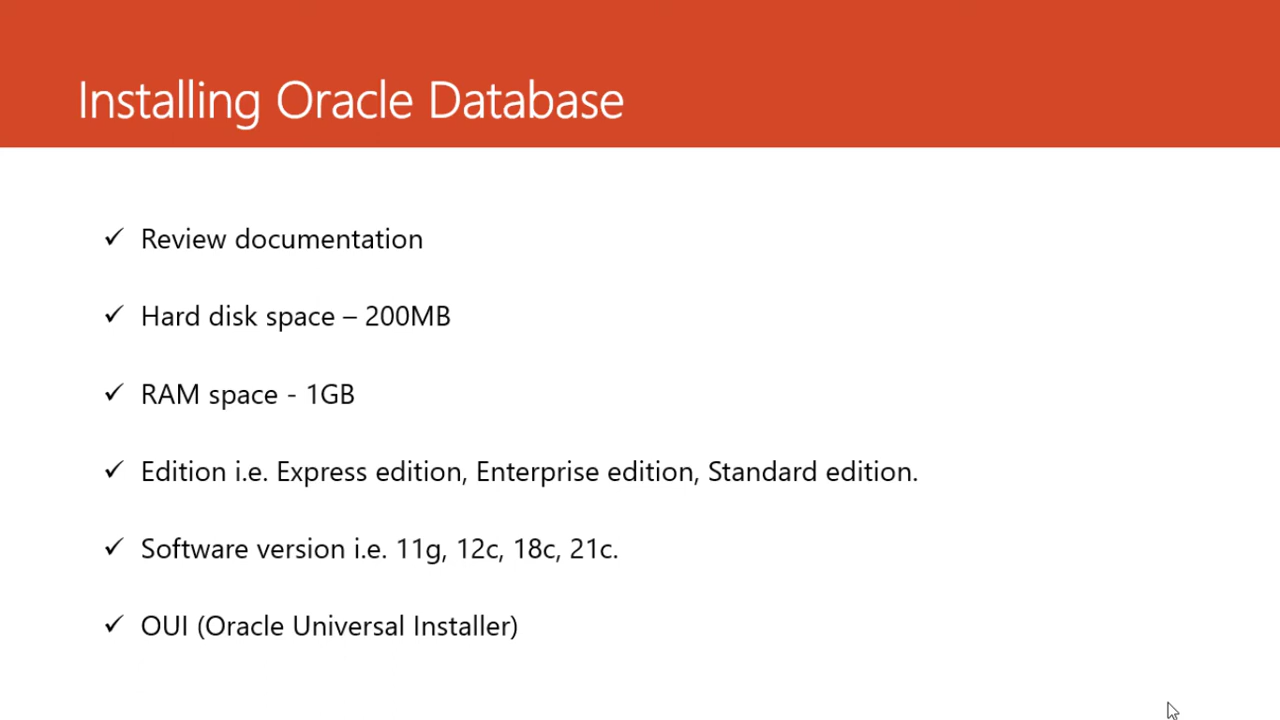 Installing Oracle Database
✓ Review documentation
✓ Hard disk space – 200MB
✓ RAM space - 1GB
✓ Edition i.e. Express edition, Enterprise edition, Standard edition.
✓ Software version i.e. 11g, 12c, 18c, 21c.
✓ OUI (Oracle Universal Installer)